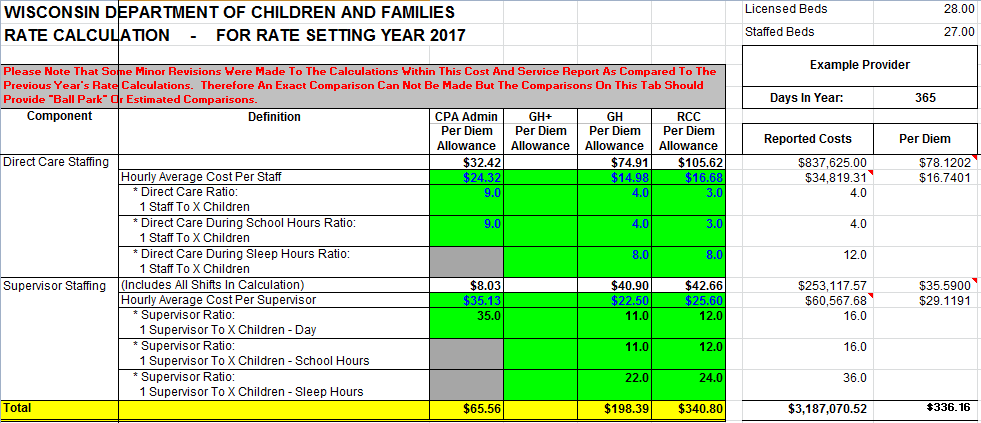 WISCONSIN DEPARTMENT OF CHILDREN AND FAMILIES
RATE CALCULATION - FOR RATE SETTING YEAR 2017
Licensed Beds 28.00
Staffed Beds 27.00
Example Provider
Days In Year: 365
Please Note That Some Minor Revisions Were Made To The Calculations Within This Cost And Service Report As Compared To The
Previous Year's Rate Calculations. Therefore An Exact Comparison Can Not Be Made But The Comparisons On This Tab Should
Provide "Ball Park" Or Estimated Comparisons.
Component Definition CPA Admin GH+ GH RCC
Per Diem Per Diem Per Diem Per Diem
Allowance Allowance Allowance Allowance
Reported Costs Per Diem
Direct Care Staffing $32.42 $74.91 $105.62 $837,625.00 $78.1202
Hourly Average Cost Per Staff $24.32 $14.98 $16.68 $34,819.31 $16.7401
* Direct Care Ratio: 9.0 4.0 3.0 4.0
1 Staff To X Children
* Direct Care During School Hours Ratio: 9.0 4.0 3.0 4.0
1 Staff To X Children
* Direct Care During Sleep Hours Ratio: 8.0 8.0 12.0
1 Staff To X Children
Supervisor Staffing (Includes All Shifts In Calculation) $8.03 $40.90 $42.66 $253,117.57 $35.5900
Hourly Average Cost Per Supervisor $35.13 $22.50 $25.60 $60,567.68 $29.1191
* Supervisor Ratio: 35.0 11.0 12.0 16.0
1 Supervisor To X Children - Day
* Supervisor Ratio: 11.0 12.0 16.0
1 Supervisor To X Children - School Hours
* Supervisor Ratio: 22.0 24.0 36.0
1 Supervisor To X Children - Sleep Hours
Total $65.56 $198.39 $340.80 $3,187,070.52 $336.16